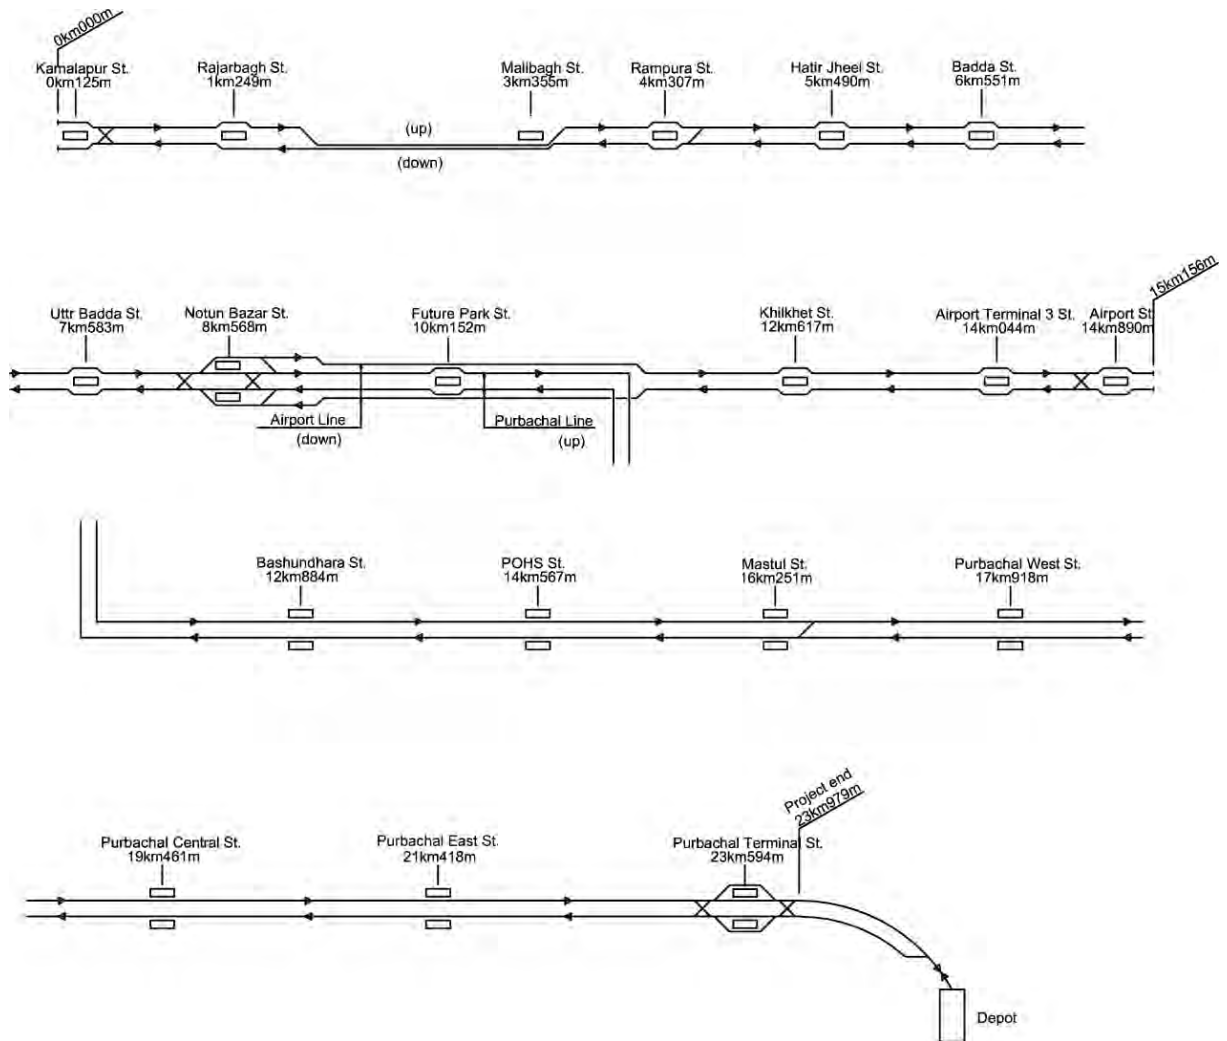 0km000m
Kamalapur St.
0km125m
Rajarbagh St.
1km249m
Malibagh St.
3km355m
Rampura St.
4km307m
Hatir Jheel St.
5km490m
Badda St.
6km551m
(up)
(down)
15km156m
Uttr Badda St.
7km583m
Notun Bazar St.
8km568m
Future Park St.
10km152m
Khilkhet St.
12km617m
Airport Terminal 3 St.
14km044m
Airport St.
14km890m
Airport Line
(down)
Purbachal Line
(up)
Bashundhara St.
12km884m
POHS St.
14km567m
Mastul St.
16km251m
Purbachal West St.
17km918m
Project end
23km979m
Purbachal Central St.
19km461m
Purbachal East St.
21km418m
Purbachal Terminal St.
23km594m
Depot